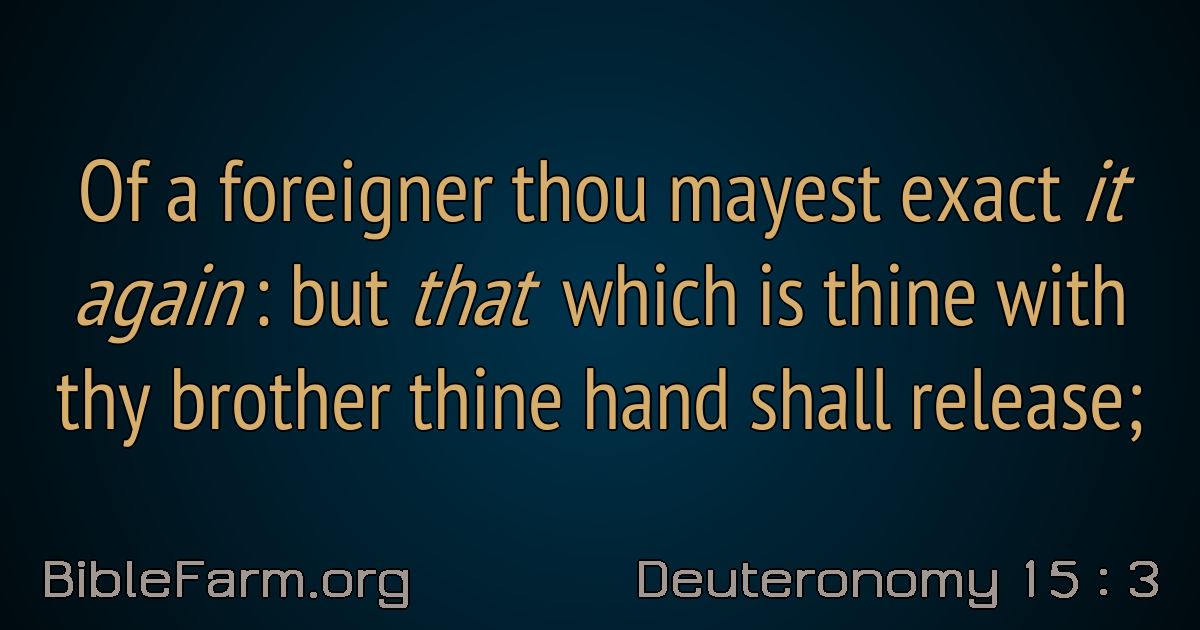 Of a foreigner thou mayest exact it
again: but that which is thine with
thy brother thine hand shall release;
BibleFarm.org
Deuteronomy 15 : 3